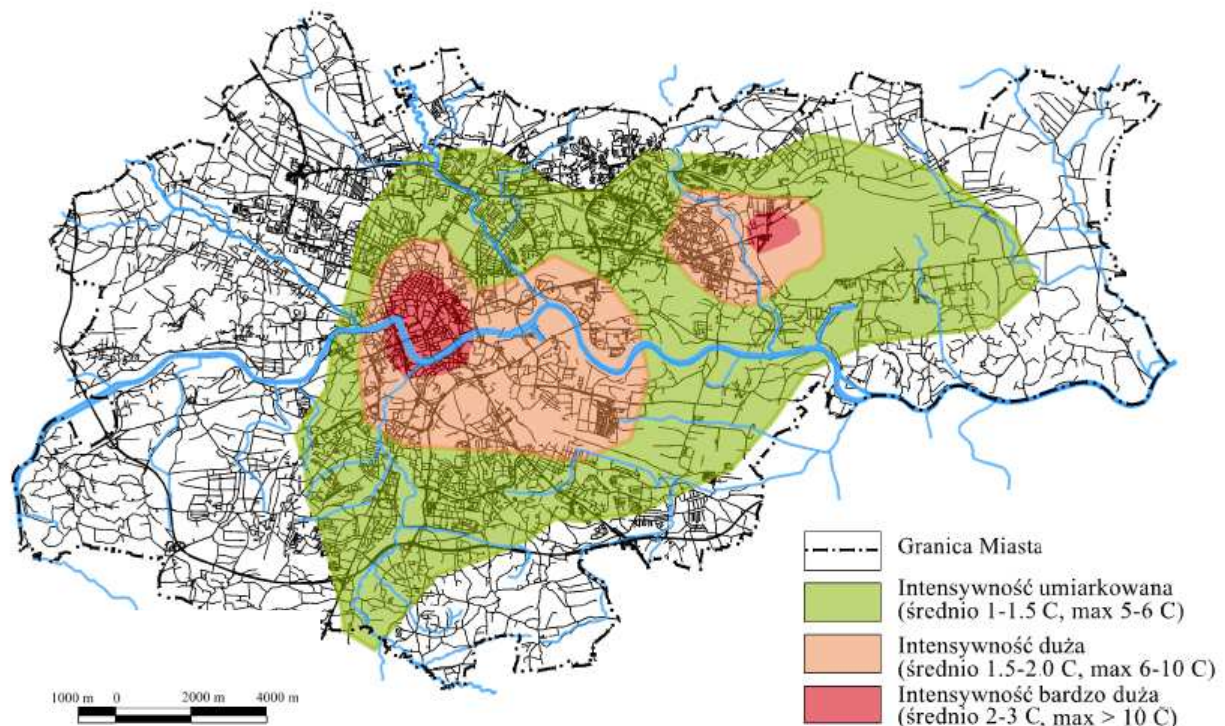 Granica Miasta
Intensywność umiarkowana
(średnio 1-1.5 C, max 5-6 C)
Intensywność duża
(średnio 1.5-2.0 C, max 6-10 C)
Intensywność bardzo duża
(średnio 2-3 C, max > 10 C)
1000 m 0 2000 m 4000 m